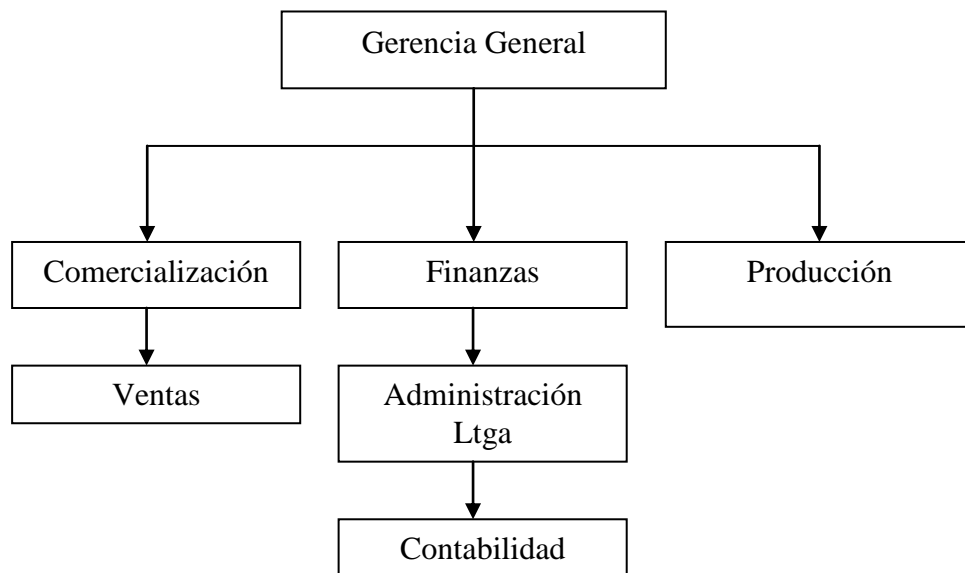 Gerencia General
Comercialización
Finanzas
Producción
Ventas
Administración
Ltga
Contabilidad